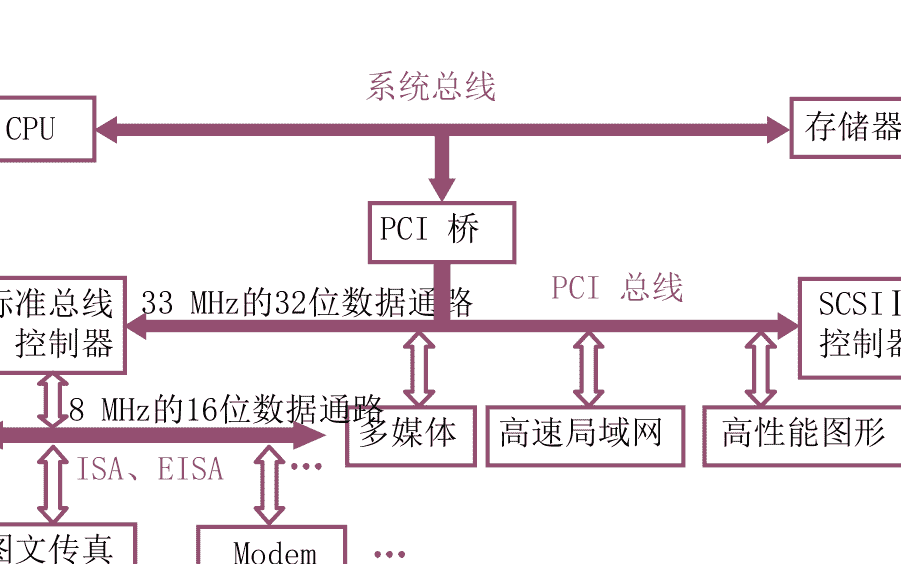 系统总线
CPU
存储器
PCI 桥
PCI 总线
33 MHz的32位数据通路
标准总线
控制器
SCSI
控制器
8 MHz的16位数据通路
多媒体
高速局域网
高性能图形
ISA、EISA
…
图文传真
Modem
…